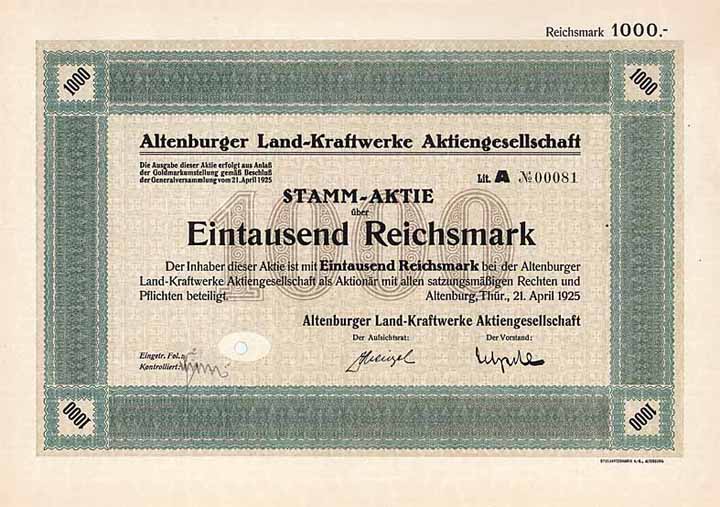 Reichsmark 1000.-
1000
1000
Altenburger Land-Kraftwerke Aktiengesellschaft
Die Ausgabe dieser Aktie erfolgt aus Anlaß
der Goldmarkumstellung gemäß Beschluß
der Generalversammlung vom 21. April 1925
Lit. A № 00081
STAMM-AKTIE
über
1000
Eintausend Reichsmark
Der Inhaber dieser Aktie ist mit Eintausend Reichsmark bei der Altenburger
Land-Kraftwerke Aktiengesellschaft als Aktionär mit allen satzungsmäßigen Rechten und
Pflichten beteiligt. Altenburg, Thür., 21. April 1925
Altenburger Land-Kraftwerke Aktiengesellschaft
Der Aufsichtsrat: Der Vorstand:
Eingetr. Fol.
Kontrolliert:
1000
1000